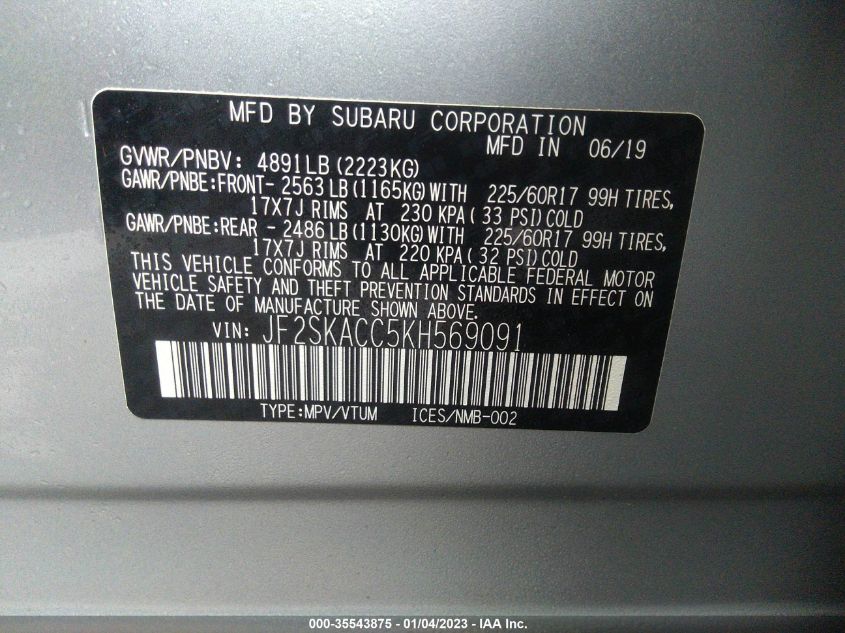 MFD BY SUBARU CORPORATION
MFD IN 06/19
GVWR/PNBV: 4891LB(2223KG)
GAWR/PNBE:FRONT- 2563LB(1165KG)WITH 225/60R17 99H TIRES,
17X7J RIMS AT 230 KPA(33 PSI)COLD
GAWR/PNBE:REAR - 2486LB(1130KG)WITH 225/60R17 99H TIRES,
17X7J RIMS AT 220 KPA(32 PSI)COLD
THIS VEHICLE CONFORMS TO ALL APPLICABLE FEDERAL MOTOR
VEHICLE SAFETY AND THEFT PREVENTION STANDARDS IN EFFECT ON
THE DATE OF MANUFACTURE SHOWN ABOVE.
VIN: JF2SKACC5KH569091
TYPE:MPV/VTUM ICES/NMB-002
000-35543875 - 01/04/2023 - IAA Inc.